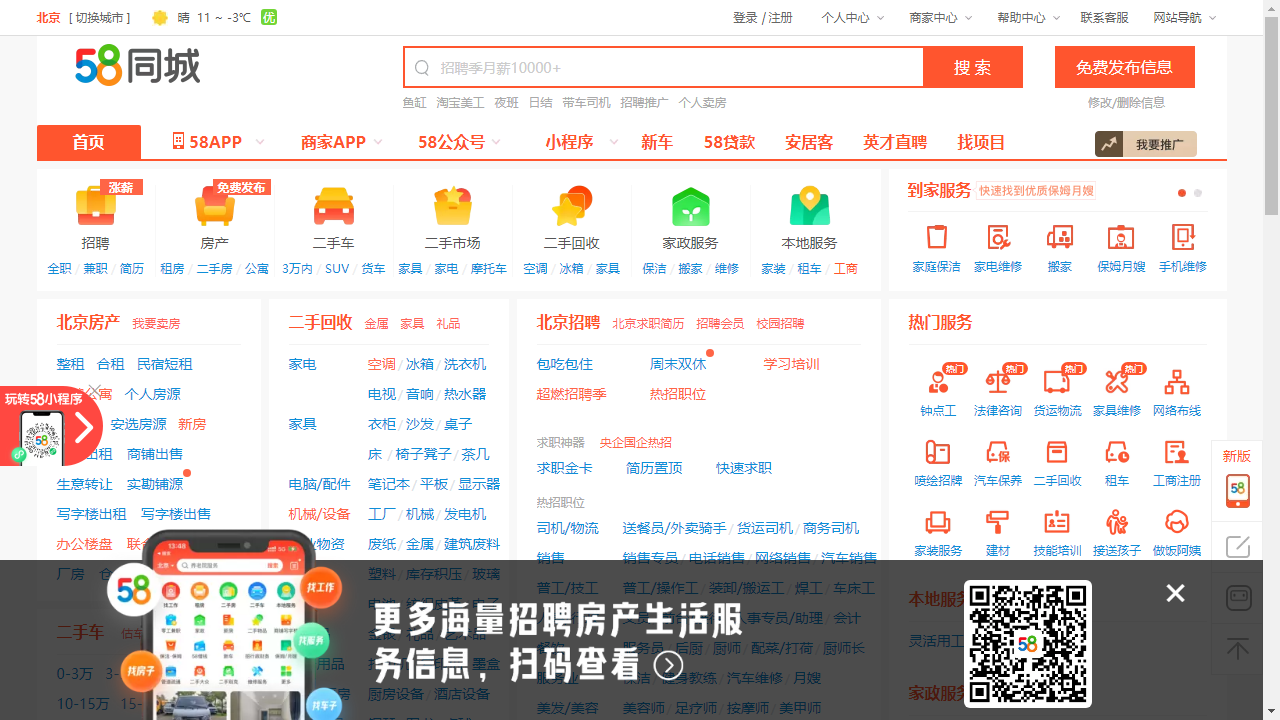 北京 [ 切换城市 ] 晴 11 ~ -3℃ 优 登录 / 注册 个人中心 商家中心 帮助中心 联系客服 网站导航
58同城 招聘季月薪10000+ 搜 索 免费发布信息
鱼缸 淘宝美工 夜班 日结 带车司机 招聘推广 个人卖房 修改/删除信息
首页 58APP 商家APP 58公众号 小程序 新车 58贷款 安居客 英才直聘 找项目 我要推广
涨薪 免费发布
招聘 房产 二手车 二手市场 二手回收 家政服务 本地服务
全职 / 兼职 / 简历 租房 / 二手房 / 公寓 3万内 / SUV / 货车 家具 / 家电 / 摩托车 空调 / 冰箱 / 家具 保洁 / 搬家 / 维修 家装 / 租车 / 工商
到家服务 快速找到优质保姆月嫂
家庭保洁 家电维修 搬家 保姆月嫂 手机维修
北京房产 我要卖房
整租 合租 民宿短租
公寓 个人房源
安选房源 新房
出租 商铺出售
生意转让 实勘铺源
写字楼出租 写字楼出售
办公楼盘
厂房
二手车
0-3万
10-15万
玩转58小程序
二手回收 金属 家具 礼品
家电 空调 / 冰箱 / 洗衣机
电视 / 音响 / 热水器
家具 衣柜 / 沙发 / 桌子
床 / 椅子凳子 / 茶几
电脑/配件 笔记本 / 平板 / 显示器
机械/设备 工厂 / 机械 / 发电机
物资 废纸 / 金属 / 建筑废料
塑料 / 库存积压 / 玻璃
用品
厨房设备 / 酒店设备
北京招聘 北京求职简历 招聘会员 校园招聘
包吃包住 周末双休 学习培训
超燃招聘季 热招职位
求职神器 央企国企热招
求职金卡 简历置顶 快速求职
热招职位
司机/物流 送餐员/外卖骑手 / 货运司机 / 商务司机
销售 销售专员 / 电话销售 / 网络销售 / 汽车销售
普工/技工 普工/操作工 / 装卸/搬运工 / 焊工 / 车床工
人事专员/助理 / 会计
后厨 / 厨师 / 配菜/打荷 / 厨师长
汽车维修 / 月嫂
美发/美容 美容师 / 足疗师 / 按摩师 / 美甲师
热门服务
热门 热门 热门 热门
钟点工 法律咨询 货运物流 家具维修 网络布线
喷绘招牌 汽车保养 二手回收 租车 工商注册
家装服务 建材 技能培训 接送孩子 做饭阿姨
本地服务
灵活用工
家政服务
新版
58
58
13:46
找工作
找服务
找房子
找车子
更多海量招聘房产生活服
务信息，扫码查看
58